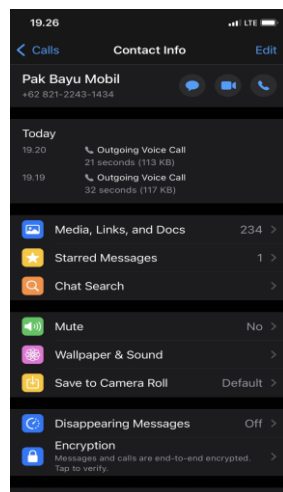 19.26
LTE
Calls
Contact Info
Edit
Pak Bayu Mobil
+62 821-2243-1434
Today
19.20 Outgoing Voice Call
21 seconds (113 KB)
19.19 Outgoing Voice Call
32 seconds (117 KB)
Media, Links, and Docs 234
Starred Messages 1
Chat Search
Mute No
Wallpaper & Sound
Save to Camera Roll Default
Disappearing Messages Off
Encryption
Messages and calls are end-to-end encrypted.
Tap to verify.